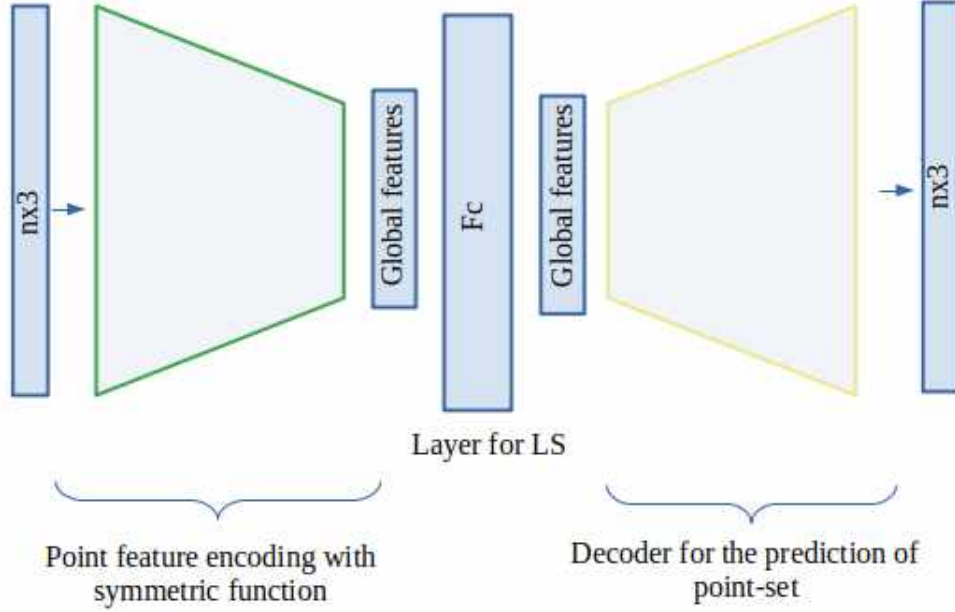 nx3
Global features
Fc
Global features
nx3
Layer for LS
Point feature encoding with
symmetric function
Decoder for the prediction of
point-set